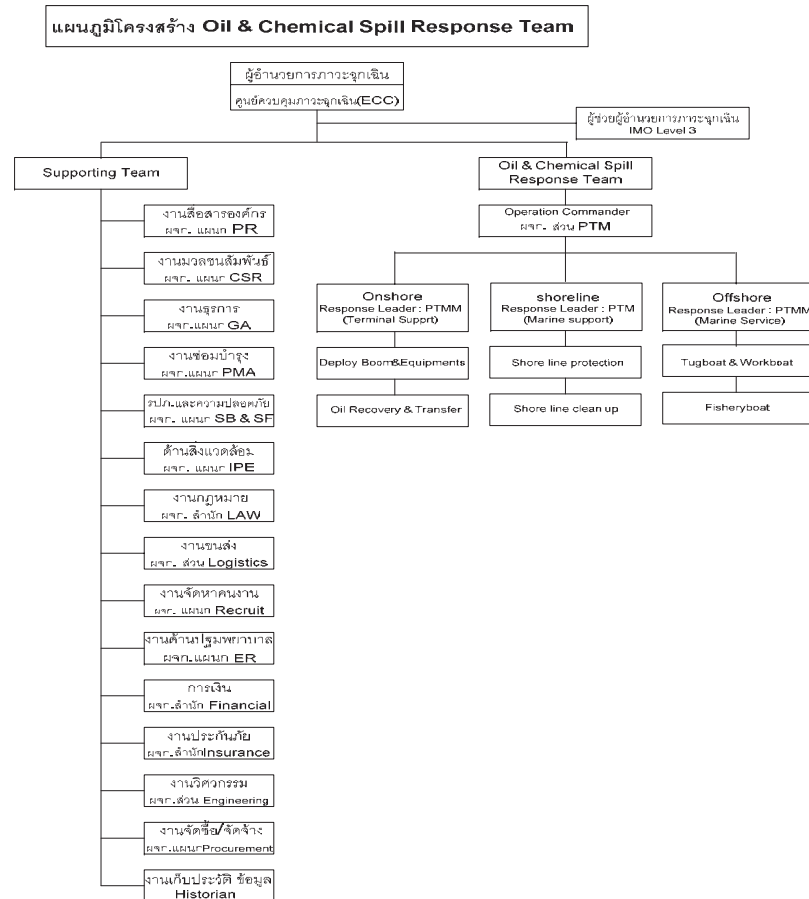 แผนภูมิโครงสร้าง Oil & Chemical Spill Response Team
ผู้อำนวยการภาวะฉุกเฉิน
ศูนย์ควบคุมภาวะฉุกเฉิน(ECC)
ผู้ช่วยผู้อำนวยการภาวะฉุกเฉิน
IMO Level 3
Supporting Team
Oil & Chemical Spill
Response Team
Operation Commander
ผจก. ส่วน PTM
งานสื่อสารองค์กร
ผจก. แผนก PR
งานมวลชนสัมพันธ์
ผจก. แผนก CSR
งานธุรการ
ผจก.แผนก GA
งานซ่อมบำรุง
ผจก.แผนก PMA
รปภ.และความปลอดภัย
ผจก. แผนก SB & SF
ด้านสิ่งแวดล้อม
ผจก. แผนก IPE
งานกฎหมาย
ผจก. สำนัก LAW
งานขนส่ง
ผจก. ส่วน Logistics
งานจัดหาคนงาน
ผจก. แผนก Recruit
งานด้านปฐมพยาบาล
ผจก.แผนก ER
การเงิน
ผจก.สำนัก Financial
งานประกันภัย
ผจก.สำนักInsurance
งานวิศวกรรม
ผจก.ส่วน Engineering
งานจัดซื้อ/จัดจ้าง
ผจก.แผนกProcurement
งานเก็บประวัติ ข้อมูล
Historian
Onshore
Response Leader : PTMM
(Terminal Supprt)
Deploy Boom&Equipments
Oil Recovery & Transfer
shoreline
Response Leader : PTM
(Marine support)
Shore line protection
Shore line clean up
Offshore
Response Leader : PTMM
(Marine Service)
Tugboat & Workboat
Fisheryboat